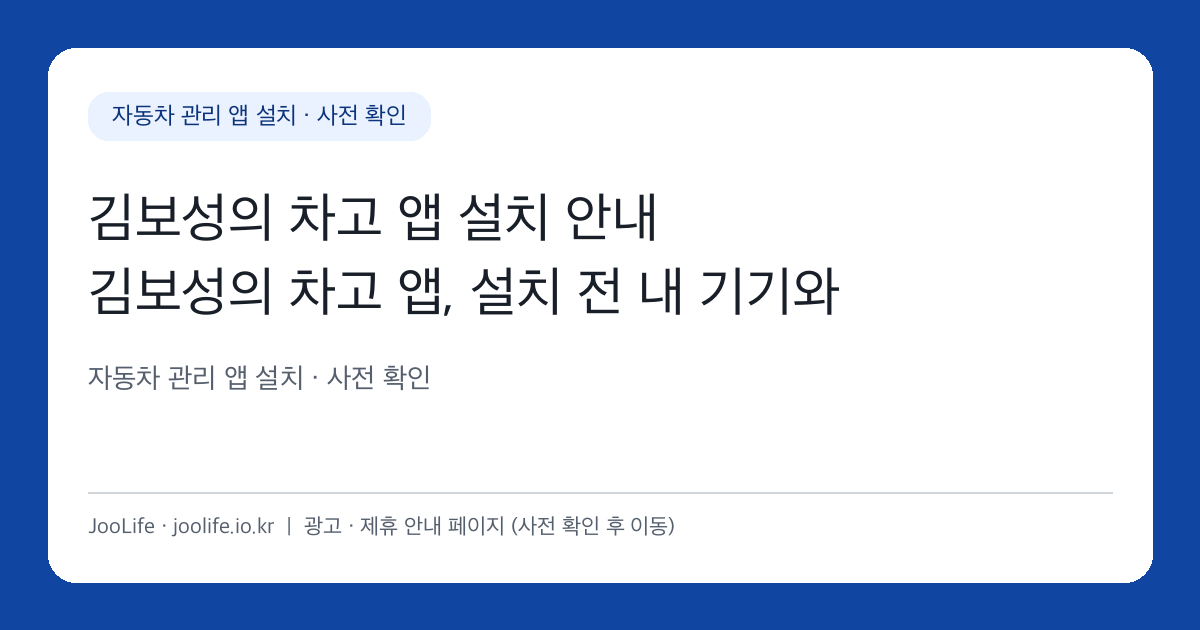 자동차 관리 앱 설치 · 사전 확인
김보성의 차고 앱 설치 안내
김보성의 차고 앱, 설치 전 내 기기와
자동차 관리 앱 설치 · 사전 확인
JooLife · joolife.io.kr | 광고 · 제휴 안내 페이지 (사전 확인 후 이동)